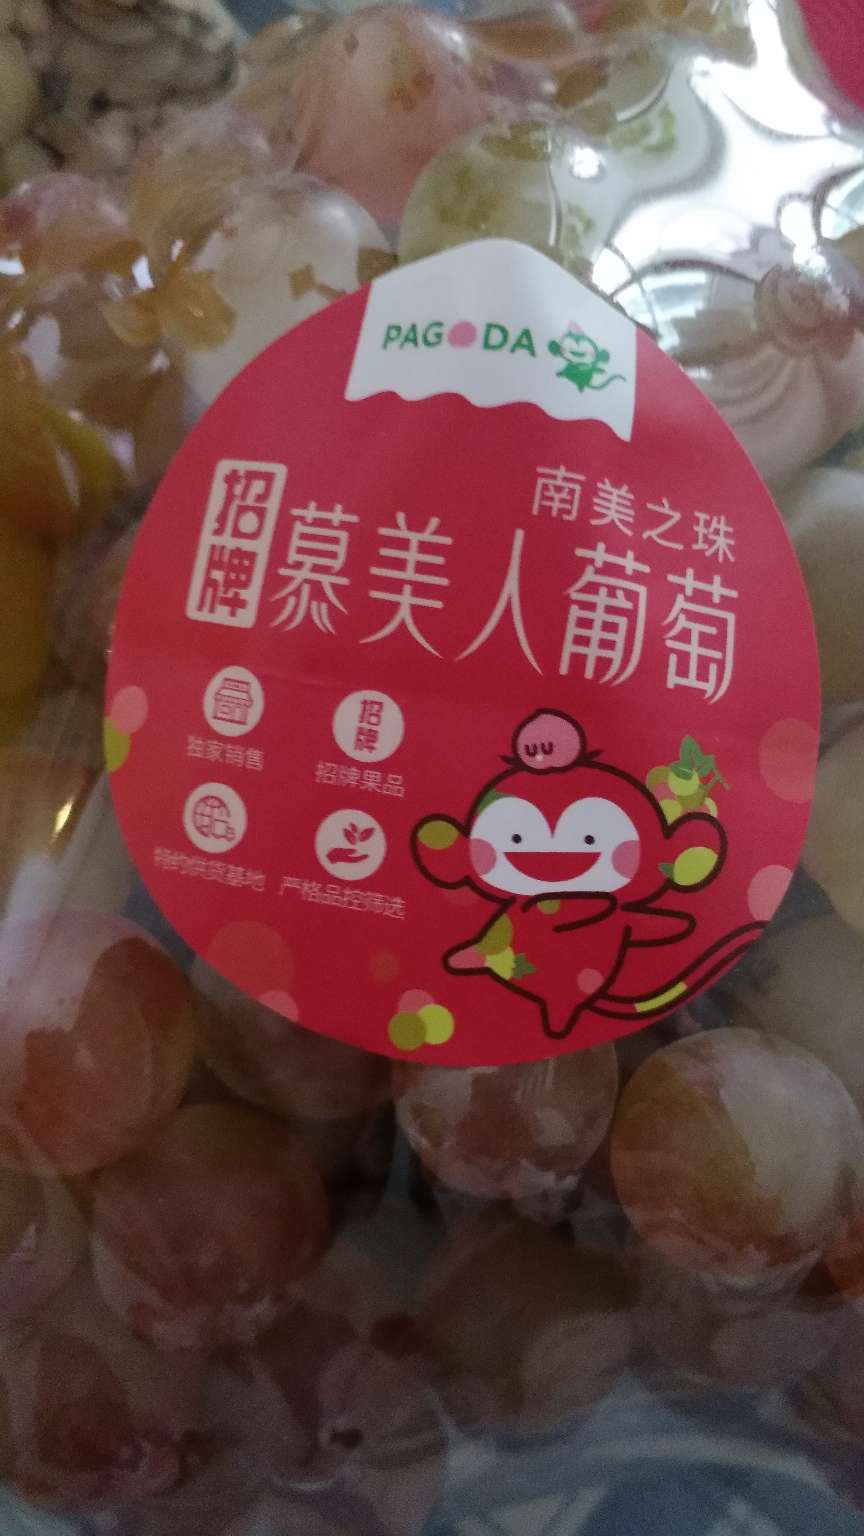 PAGODA
南美之珠
招牌
慕美人葡萄
独家销售
招牌
招牌果品
特约供货基地
严格品控筛选